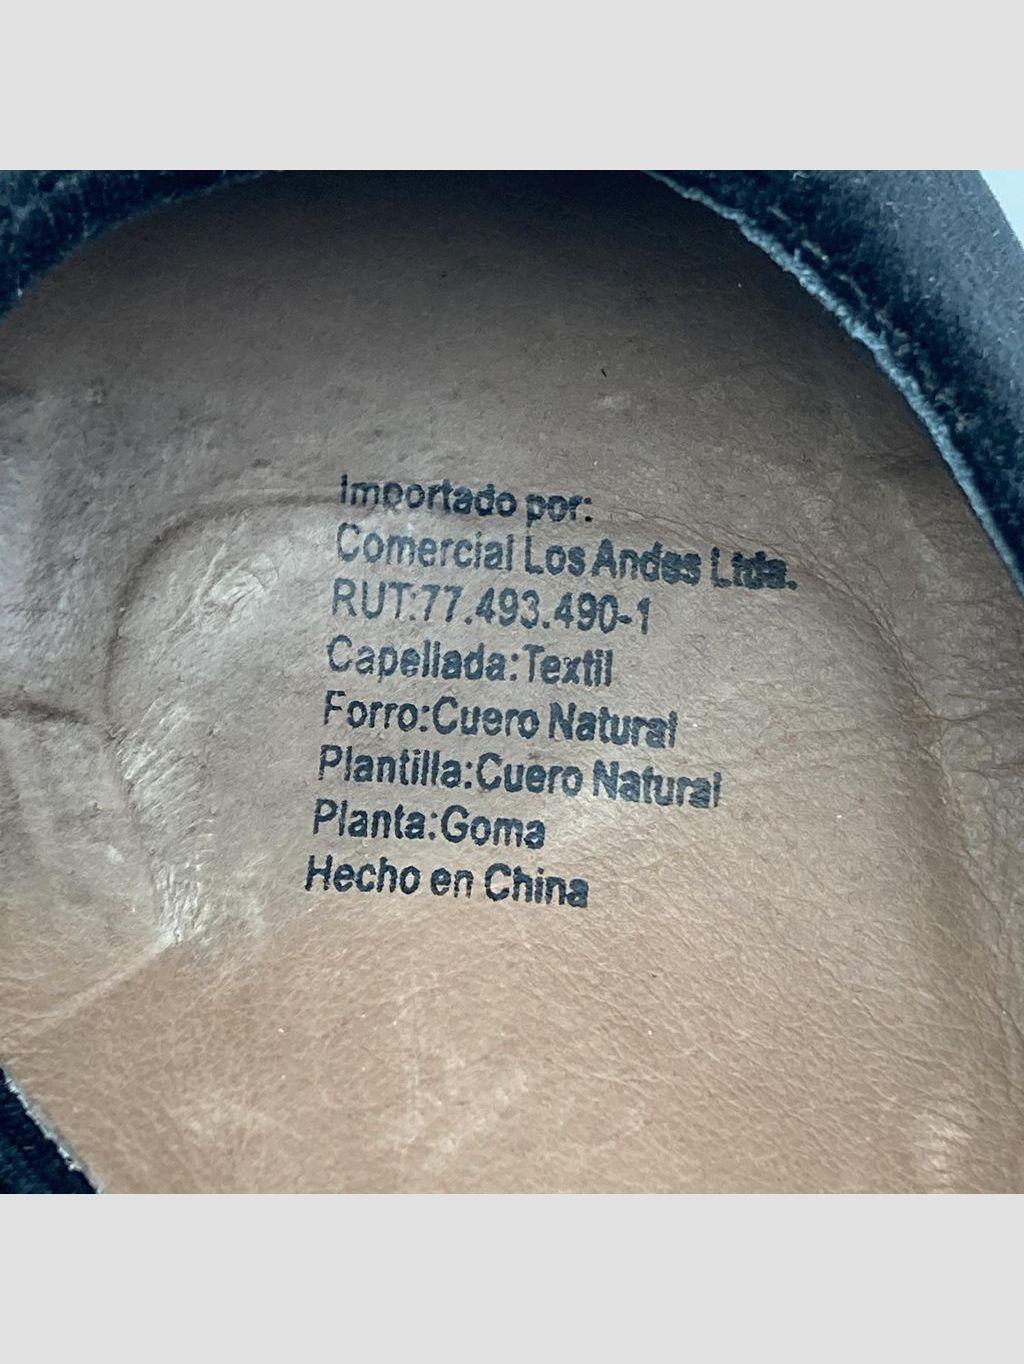 Importado por:
Comercial Los Andes Ltda.
RUT:77.493.490-1
Capellada:Textil
Forro:Cuero Natural
Plantilla:Cuero Natural
Planta:Goma
Hecho en China